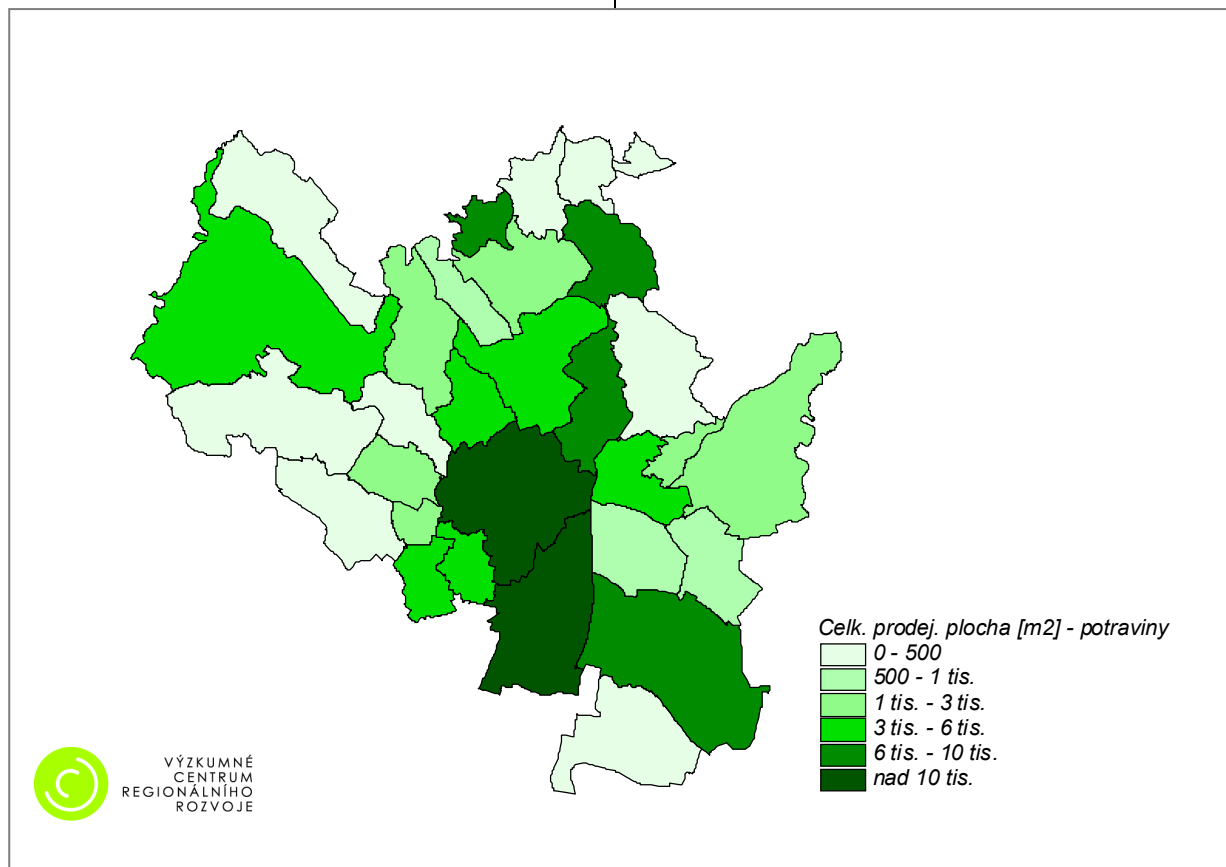 Celk. prodej. plocha [m2] - potraviny
0 - 500
500 - 1 tis.
1 tis. - 3 tis.
3 tis. - 6 tis.
6 tis. - 10 tis.
nad 10 tis.
VÝZKUMNÉ
CENTRUM
REGIONÁLNÍHO
ROZVOJE